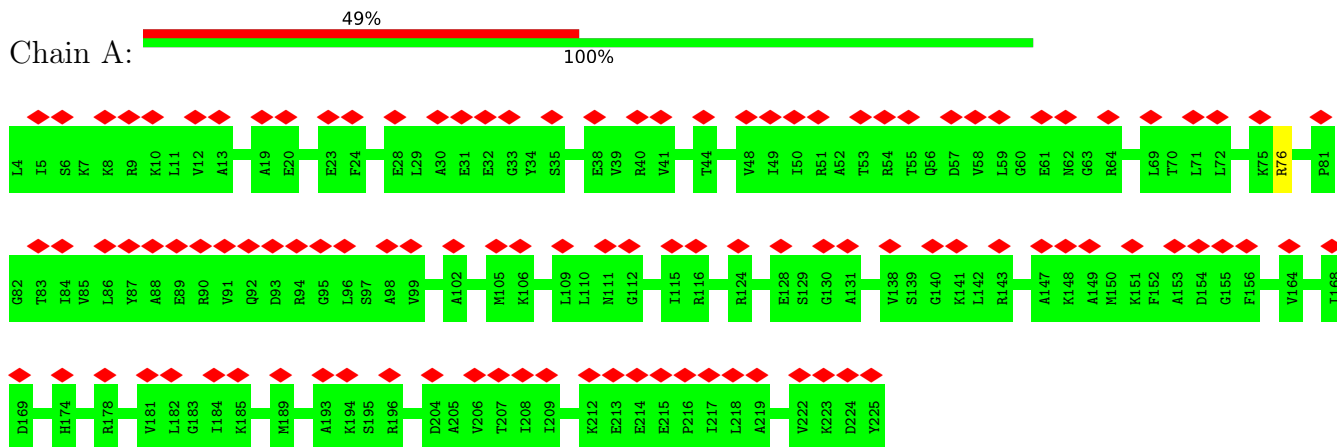 49%
Chain A:
100%
L4 I5 S6 K7 K8 R9 K10 L11 V12 A13 A19 E20 E23 F24 E28 L29 A30 E31 E32 G33 Y34 S35 E38 V39 R40 V41 T44 V48 I49 I50 R51 A52 T53 R54 T55 Q56 D57 V58 L59 G60 E61 N62 G63 R64 L69 T70 L71 L72 K75 R76 P81
G82 T83 I84 V85 L86 Y87 A88 E89 R90 V91 Q92 D93 R94 G95 L96 S97 A98 V99 A102 M105 K106 L109 L110 N111 G112 I115 R116 R124 E128 S129 G130 A131 V138 S139 G140 K141 L142 R143 A147 K148 A149 M150 K151 F152 A153 D154 G155 F156 V164 I168
D169 H174 R178 V181 L182 G183 I184 K185 M189 A193 K194 S195 R196 D204 A205 V206 T207 I208 I209 K212 E213 E214 E215 P216 I217 L218 A219 V222 K223 D224 Y225